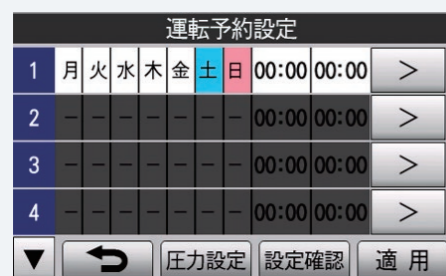 運転予約設定
1 月 火 水 木 金 土 日 00:00 00:00 >
2 - - - - - - - 00:00 00:00 >
3 - - - - - - - 00:00 00:00 >
4 - - - - - - - 00:00 00:00 >
▼ 圧力設定 設定確認 適用